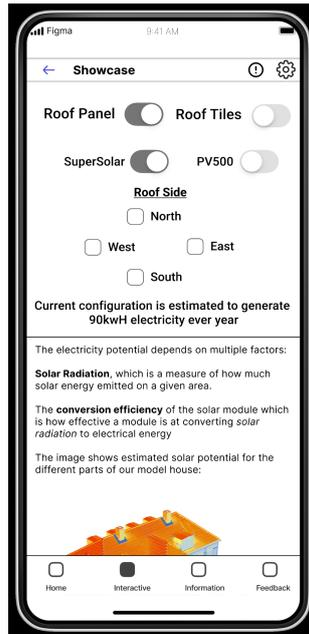 Figma 9:41 AM
← Showcase
Roof Panel Roof Tiles
SuperSolar PV500
Roof Side
North
West East
South
Current configuration is estimated to generate
90kwH electricity ever year
The electricity potential depends on multiple factors:
Solar Radiation, which is a measure of how much
solar energy emitted on a given area.
The conversion efficiency of the solar module which
is how effective a module is at converting solar
radiation to electrical energy
The image shows estimated solar potential for the
different parts of our model house:
Home Interactive Information Feedback